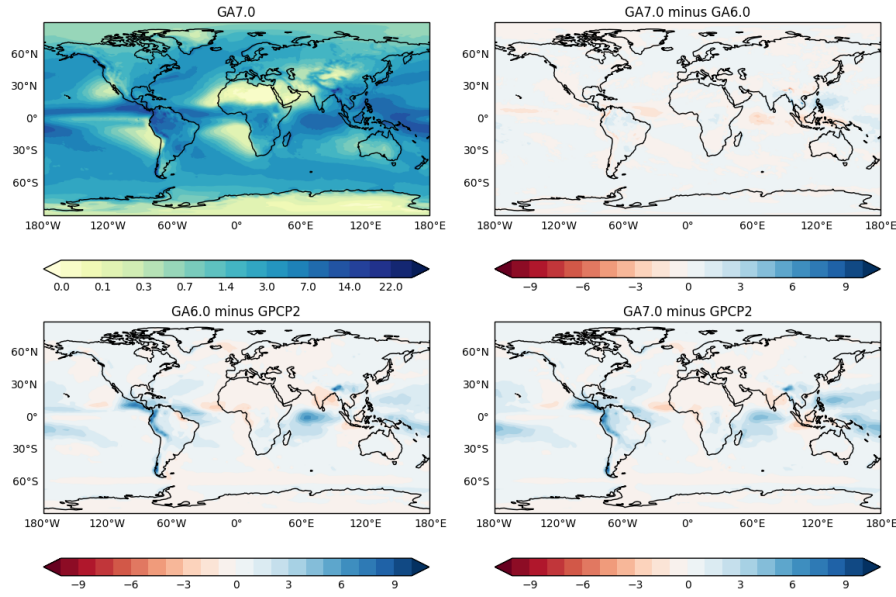 GA7.0
60°N
30°N
0°
30°S
60°S
180°W 120°W 60°W 0° 60°E 120°E 180°E
0.0 0.1 0.3 0.7 1.4 3.0 7.0 14.0 22.0
GA7.0 minus GA6.0
60°N
30°N
0°
30°S
60°S
180°W 120°W 60°W 0° 60°E 120°E 180°E
−9 −6 −3 0 3 6 9
GA6.0 minus GPCP2
60°N
30°N
0°
30°S
60°S
180°W 120°W 60°W 0° 60°E 120°E 180°E
−9 −6 −3 0 3 6 9
GA7.0 minus GPCP2
60°N
30°N
0°
30°S
60°S
180°W 120°W 60°W 0° 60°E 120°E 180°E
−9 −6 −3 0 3 6 9